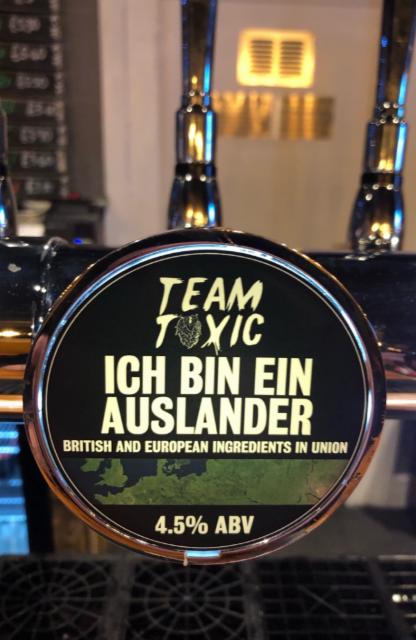 TEAM
TOXIC
ICH BIN EIN
AUSLANDER
BRITISH AND EUROPEAN INGREDIENTS IN UNION
4.5% ABV